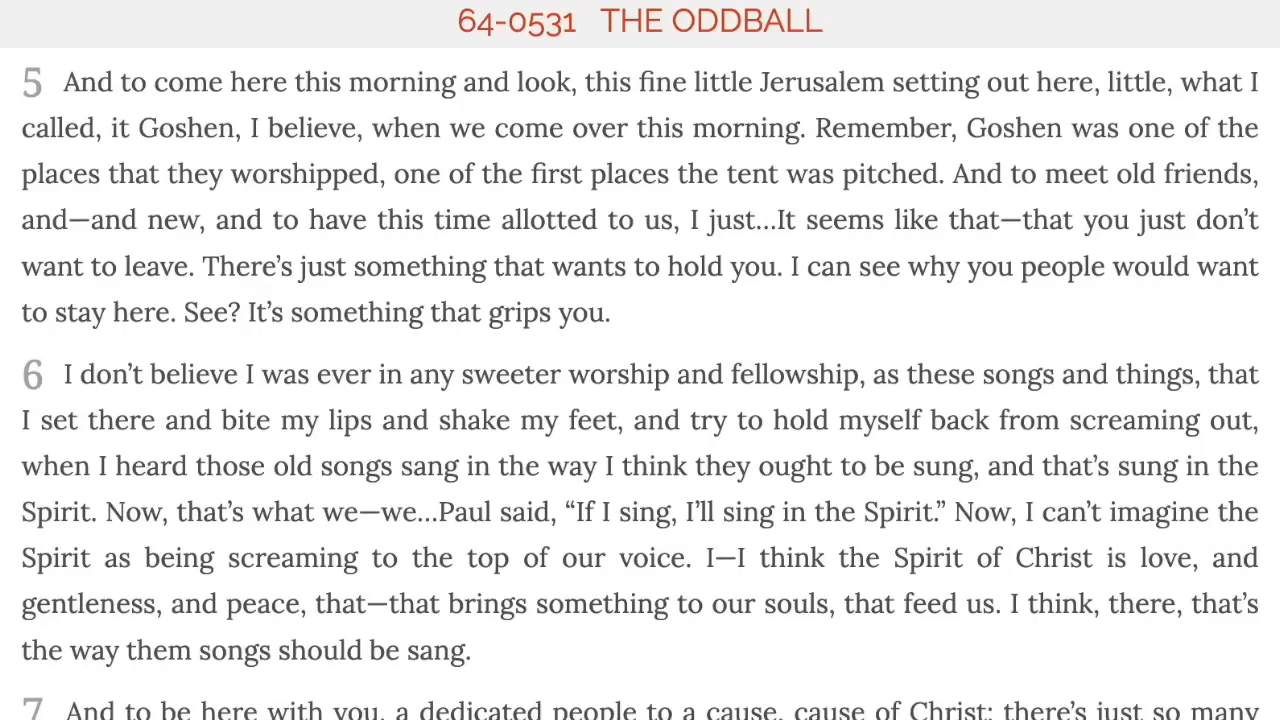 64-0531 THE ODDBALL
5 And to come here this morning and look, this fine little Jerusalem setting out here, little, what I
called, it Goshen, I believe, when we come over this morning. Remember, Goshen was one of the
places that they worshipped, one of the first places the tent was pitched. And to meet old friends,
and—and new, and to have this time allotted to us, I just…It seems like that—that you just don’t
want to leave. There’s just something that wants to hold you. I can see why you people would want
to stay here. See? It’s something that grips you.
6 I don’t believe I was ever in any sweeter worship and fellowship, as these songs and things, that
I set there and bite my lips and shake my feet, and try to hold myself back from screaming out,
when I heard those old songs sang in the way I think they ought to be sung, and that’s sung in the
Spirit. Now, that’s what we—we…Paul said, “If I sing, I’ll sing in the Spirit.” Now, I can’t imagine the
Spirit as being screaming to the top of our voice. I—I think the Spirit of Christ is love, and
gentleness, and peace, that—that brings something to our souls, that feed us. I think, there, that’s
the way them songs should be sang.
7 And to be here with you, a dedicated people to a cause, cause of Christ; there’s just so many